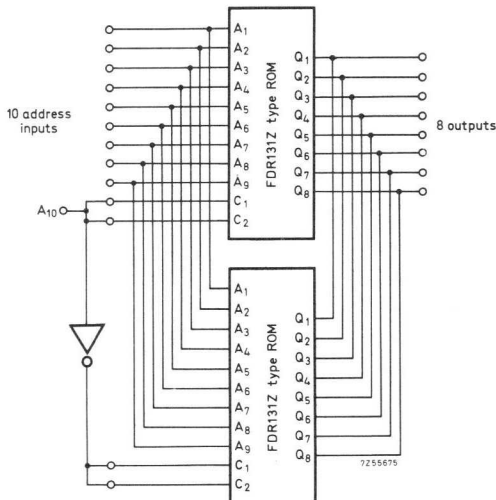 10 address
inputs
A10
A1
A2
A3
A4
A5
A6
A7
A8
A9
C1
C2
FDR131Z type ROM
Q1
Q2
Q3
Q4
Q5
Q6
Q7
Q8
8 outputs
A1
A2
A3
A4
A5
A6
A7
A8
A9
C1
C2
FDR131Z type ROM
Q1
Q2
Q3
Q4
Q5
Q6
Q7
Q8
7Z55675